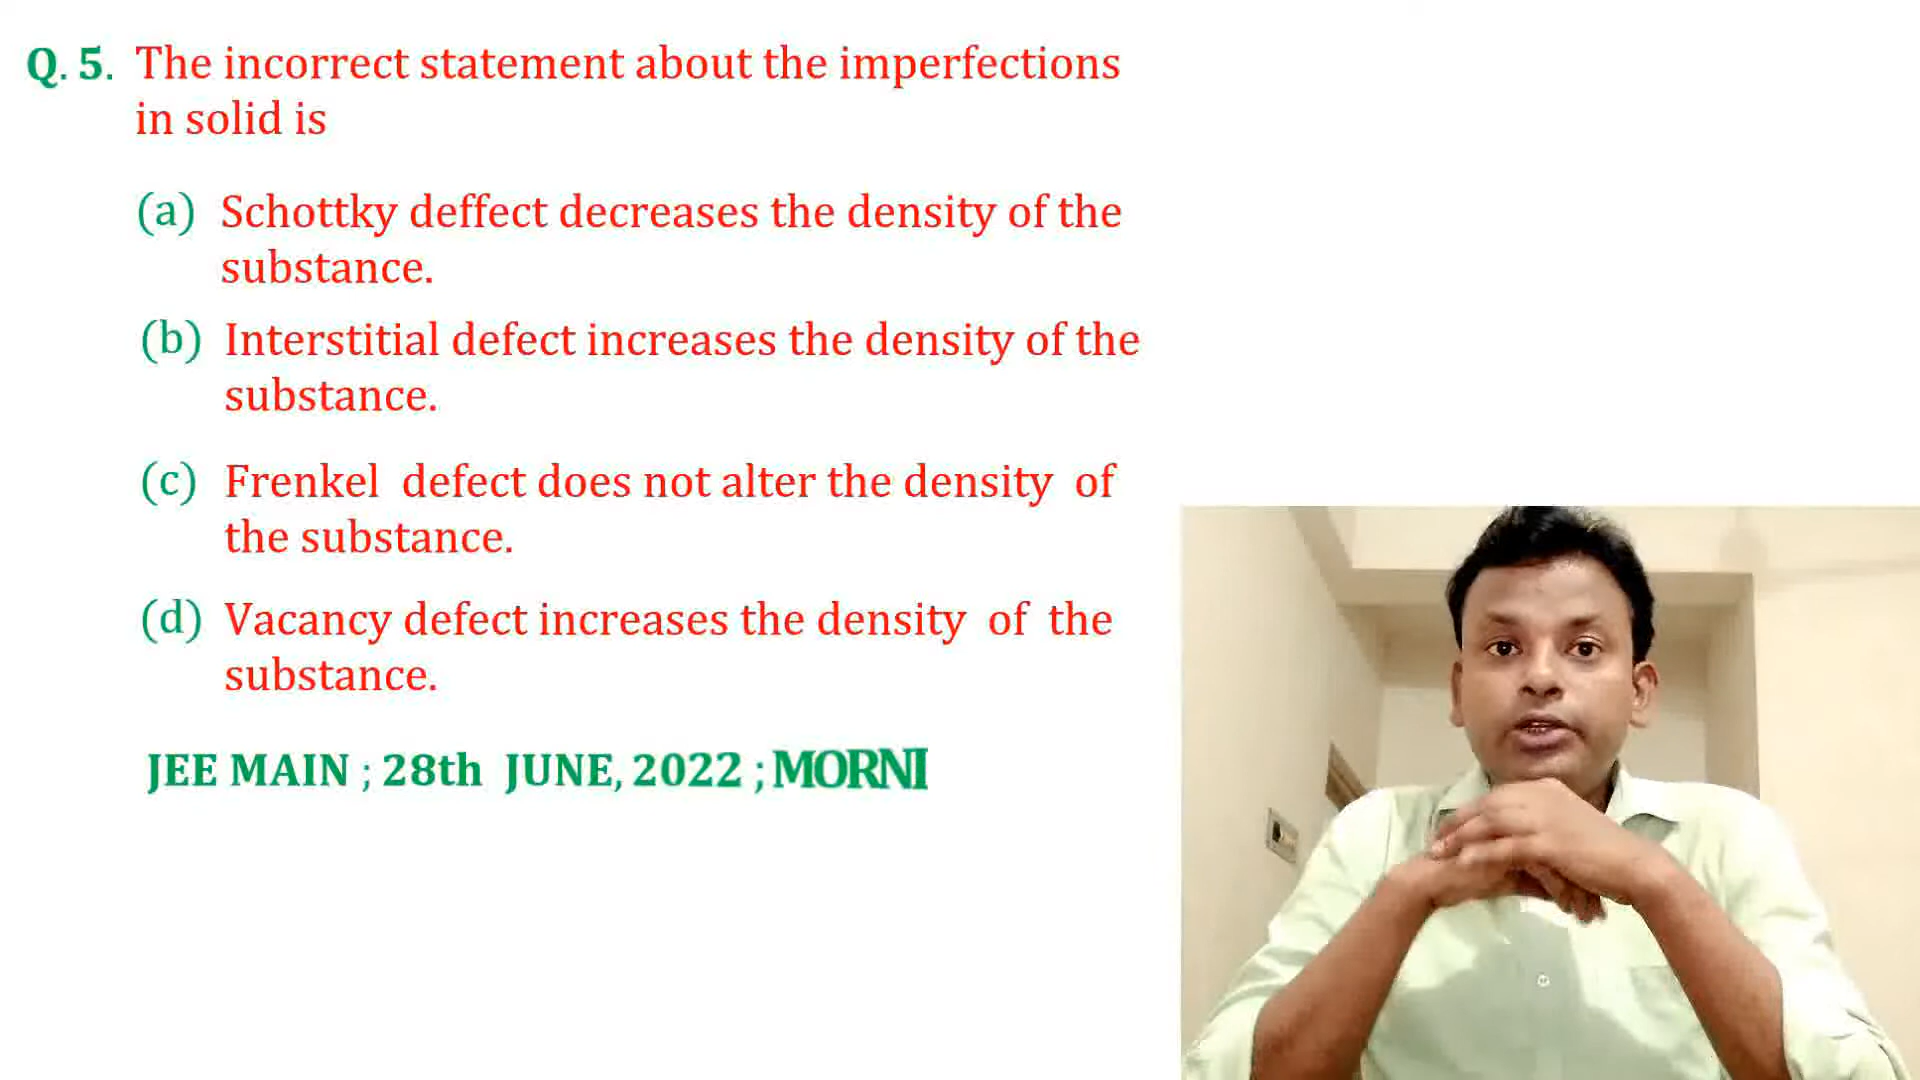 Q. 5. The incorrect statement about the imperfections
in solid is
(a) Schottky deffect decreases the density of the
substance.
(b) Interstitial defect increases the density of the
substance.
(c) Frenkel defect does not alter the density of
the substance.
(d) Vacancy defect increases the density of the
substance.
JEE MAIN ; 28th JUNE, 2022 ; MORNI